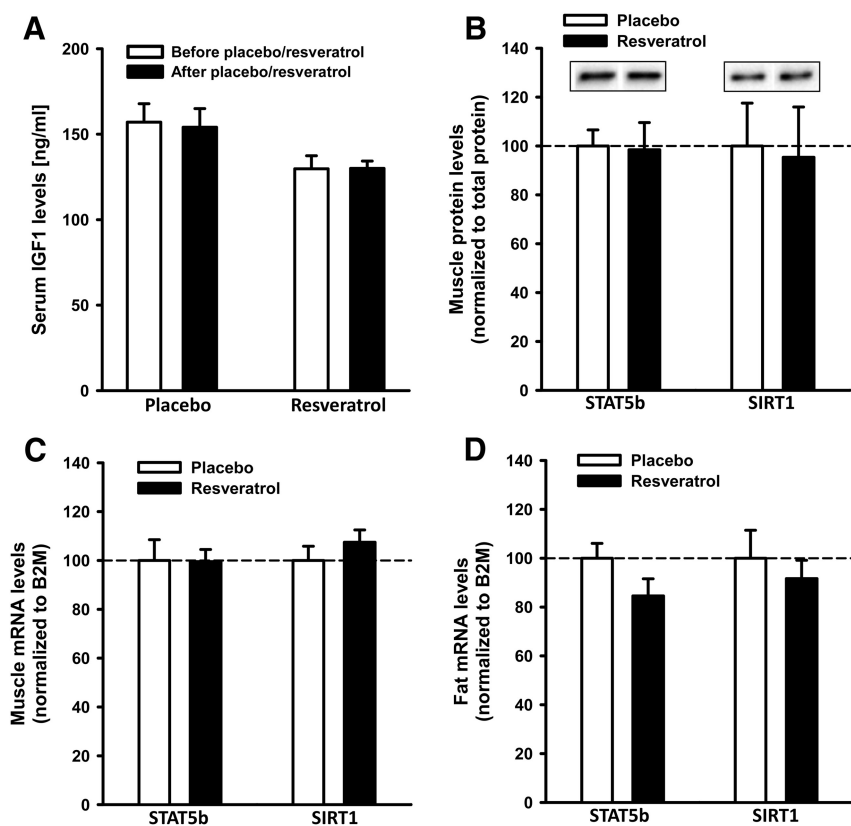 A
Before placebo/resveratrol
After placebo/resveratrol
Serum IGF1 levels [ng/ml]
200
150
100
50
0
Placebo
Resveratrol
B
Placebo
Resveratrol
Muscle protein levels
(normalized to total protein)
140
120
100
80
60
40
20
0
STAT5b
SIRT1
C
Placebo
Resveratrol
Muscle mRNA levels
(normalized to B2M)
140
120
100
80
60
40
20
0
STAT5b
SIRT1
D
Placebo
Resveratrol
Fat mRNA levels
(normalized to B2M)
140
120
100
80
60
40
20
0
STAT5b
SIRT1